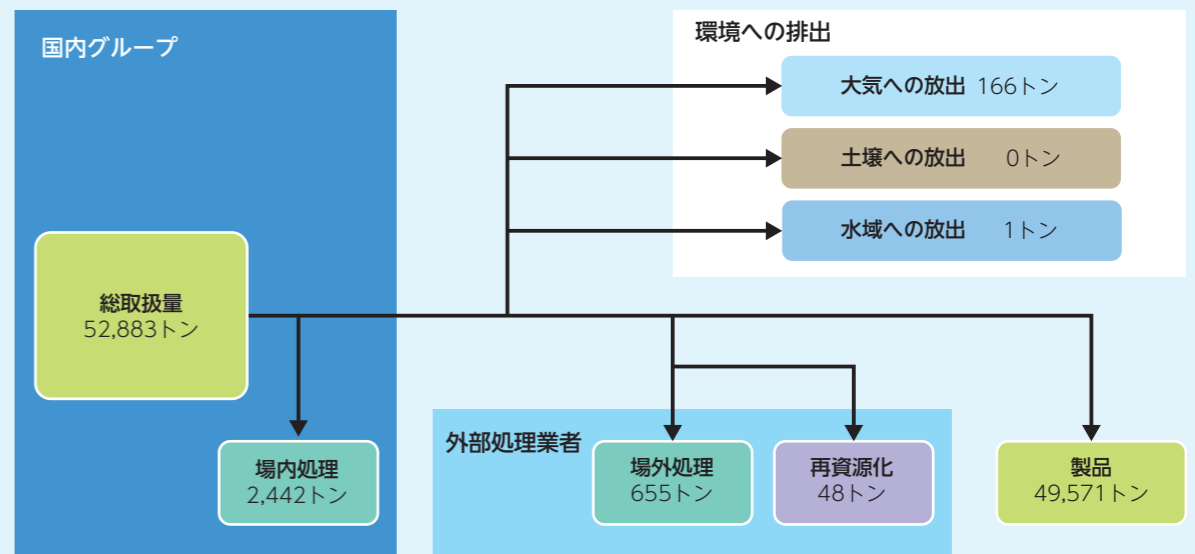 国内グループ
環境への排出
大気への放出 166トン
土壌への放出 0トン
水域への放出 1トン
総取扱量
52,883トン
場内処理
2,442トン
外部処理業者
場外処理
655トン
再資源化
48トン
製品
49,571トン